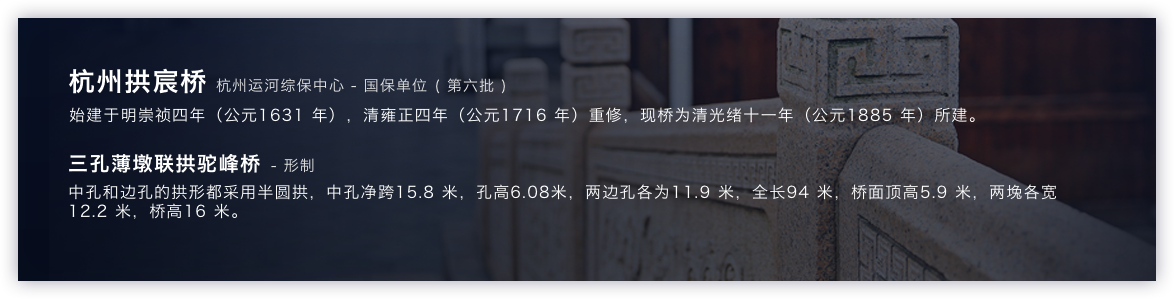 杭州拱宸桥 杭州运河综保中心 - 国保单位 ( 第六批 )
始建于明崇祯四年（公元1631 年），清雍正四年（公元1716 年）重修，现桥为清光绪十一年（公元1885 年）所建。
三孔薄墩联拱驼峰桥 - 形制
中孔和边孔的拱形都采用半圆拱，中孔净跨15.8 米，孔高6.08米，两边孔各为11.9 米，全长94 米，桥面顶高5.9 米，两堍各宽
12.2 米，桥高16 米。